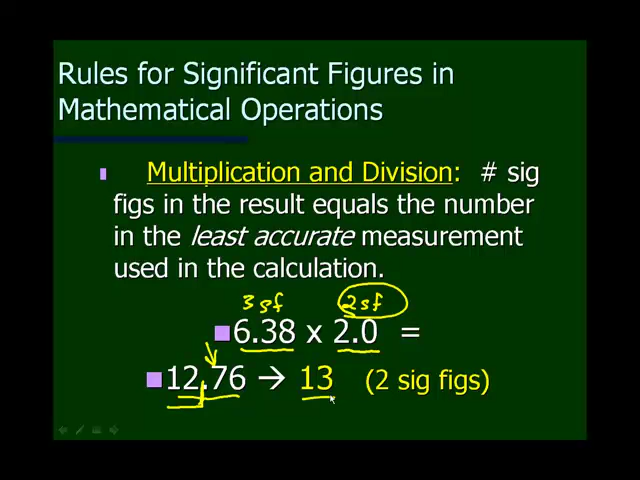 Rules for Significant Figures in
Mathematical Operations
Multiplication and Division: # sig
figs in the result equals the number
in the least accurate measurement
used in the calculation.
3 sf 2 sf
6.38 x 2.0 =
12.76 → 13 (2 sig figs)